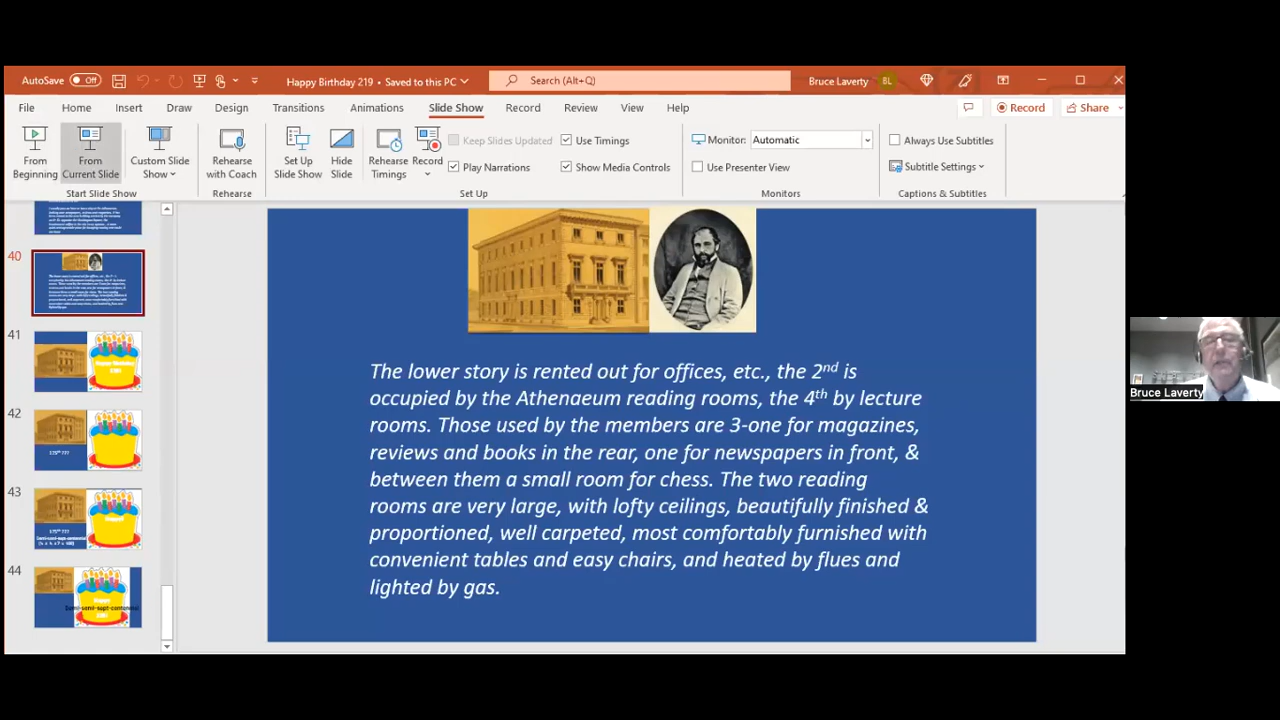 AutoSave Off Happy Birthday 219 • Saved to this PC Search (Alt+Q) Bruce Laverty BL
File Home Insert Draw Design Transitions Animations Slide Show Record Review View Help Record Share
From Beginning
From Current Slide
Custom Slide Show
Rehearse with Coach
Set Up Slide Show
Hide Slide
Rehearse Timings
Record
Keep Slides Updated
Use Timings
Play Narrations
Show Media Controls
Monitor: Automatic
Use Presenter View
Always Use Subtitles
Subtitle Settings
Start Slide Show Rehearse Set Up Monitors Captions & Subtitles
40
41
42
43
44
The lower story is rented out for offices, etc., the 2nd is
occupied by the Athenaeum reading rooms, the 4th by lecture
rooms. Those used by the members are 3-one for magazines,
reviews and books in the rear, one for newspapers in front, &
between them a small room for chess. The two reading
rooms are very large, with lofty ceilings, beautifully finished &
proportioned, well carpeted, most comfortably furnished with
convenient tables and easy chairs, and heated by flues and
lighted by gas.
Bruce Laverty